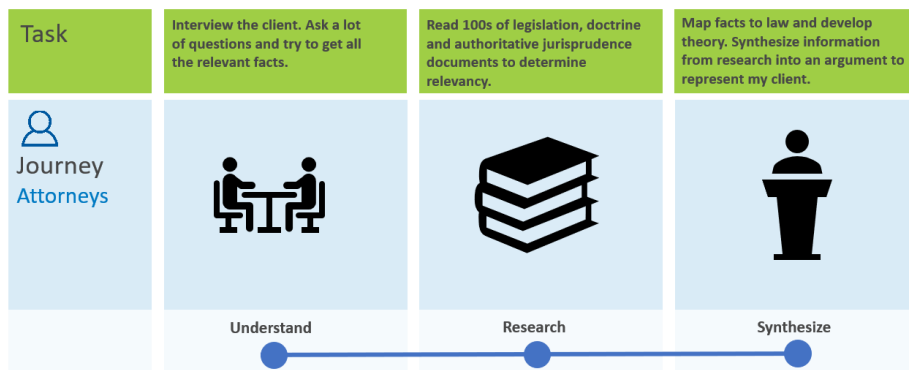 Task
Interview the client. Ask a lot
of questions and try to get all
the relevant facts.
Read 100s of legislation, doctrine
and authoritative jurisprudence
documents to determine
relevancy.
Map facts to law and develop
theory. Synthesize information
from research into an argument to
represent my client.
Journey
Attorneys
Understand
Research
Synthesize